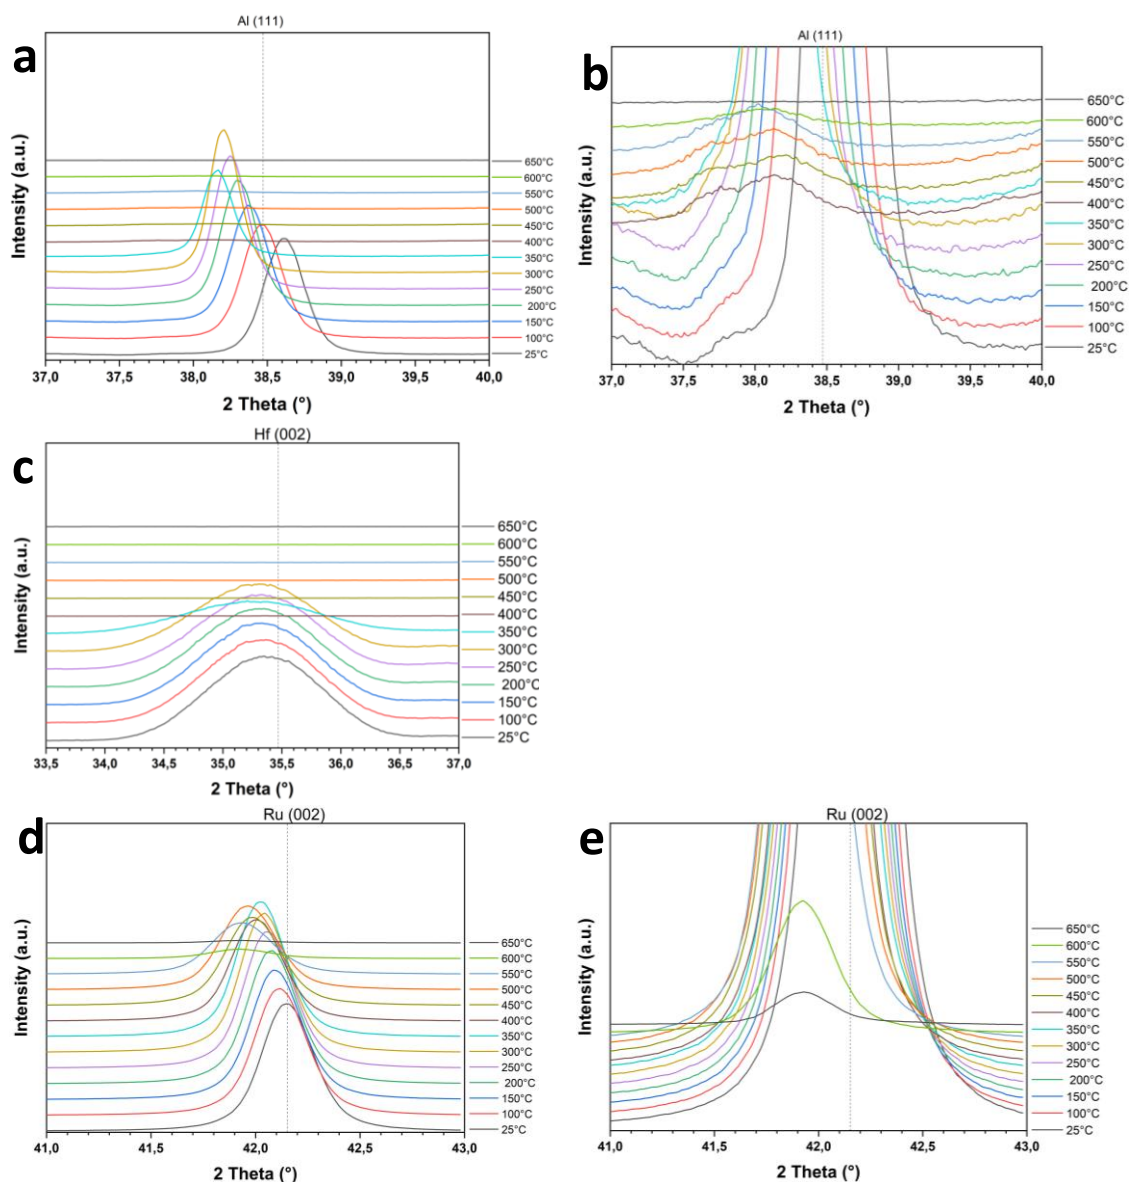 a
Al (111)
Intensity (a.u.)
650°C
600°C
550°C
500°C
450°C
400°C
350°C
300°C
250°C
200°C
150°C
100°C
25°C
37,0 37,5 38,0 38,5 39,0 39,5 40,0
2 Theta (°)
b
Al (111)
Intensity (a.u.)
650°C
600°C
550°C
500°C
450°C
400°C
350°C
300°C
250°C
200°C
150°C
100°C
25°C
37,0 37,5 38,0 38,5 39,0 39,5 40,0
2 Theta (°)
c
Hf (002)
Intensity (a.u.)
650°C
600°C
550°C
500°C
450°C
400°C
350°C
300°C
250°C
200°C
150°C
100°C
25°C
33,5 34,0 34,5 35,0 35,5 36,0 36,5 37,0
2 Theta (°)
d
Ru (002)
Intensity (a.u.)
650°C
600°C
550°C
500°C
450°C
400°C
350°C
300°C
250°C
200°C
150°C
100°C
25°C
41,0 41,5 42,0 42,5 43,0
2 Theta (°)
e
Ru (002)
Intensity (a.u.)
650°C
600°C
550°C
500°C
450°C
400°C
350°C
300°C
250°C
200°C
150°C
100°C
25°C
41,0 41,5 42,0 42,5 43,0
2 Theta (°)